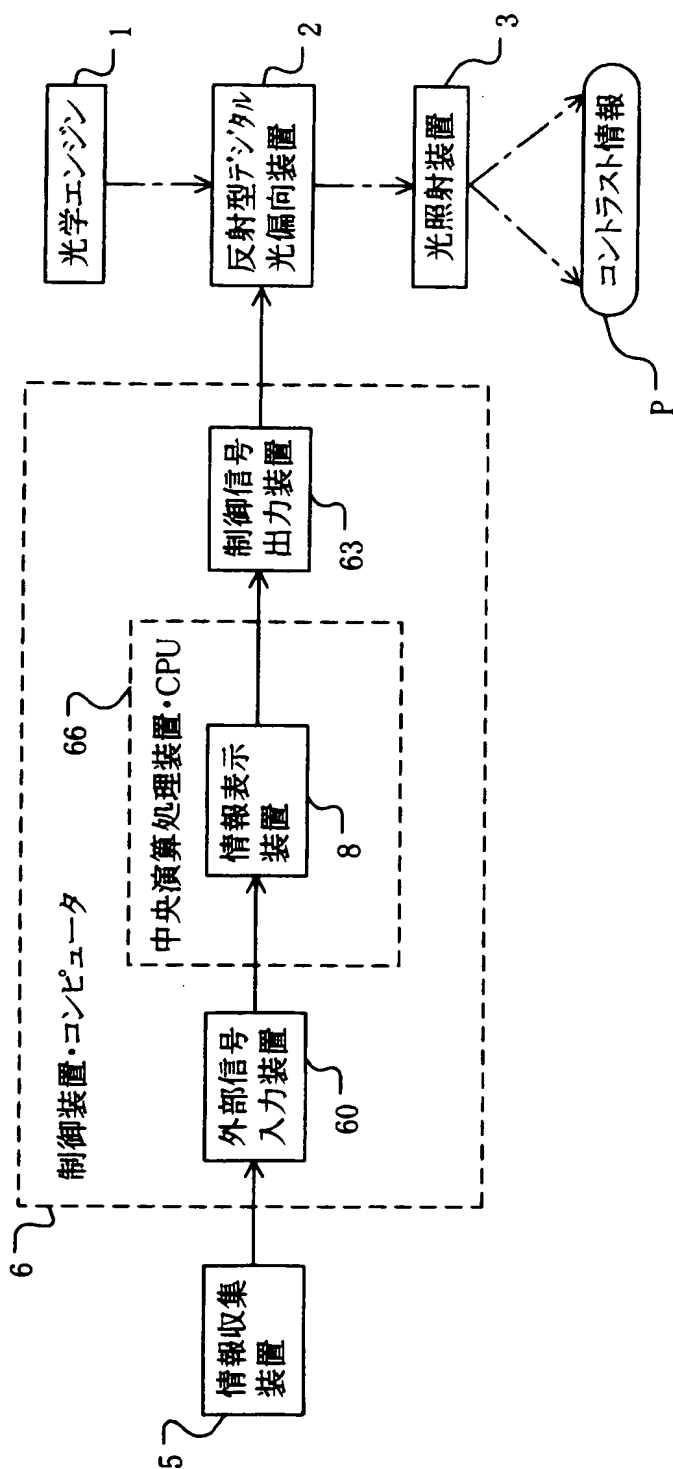 光学エンジン
1
反射型デジタル
光偏向装置
2
光照射装置
3
コントラスト情報
P
制御装置・コンピュータ
6
中央演算処理装置・CPU
66
情報収集
装置
5
外部信号
入力装置
60
情報表示
装置
8
制御信号
出力装置
63